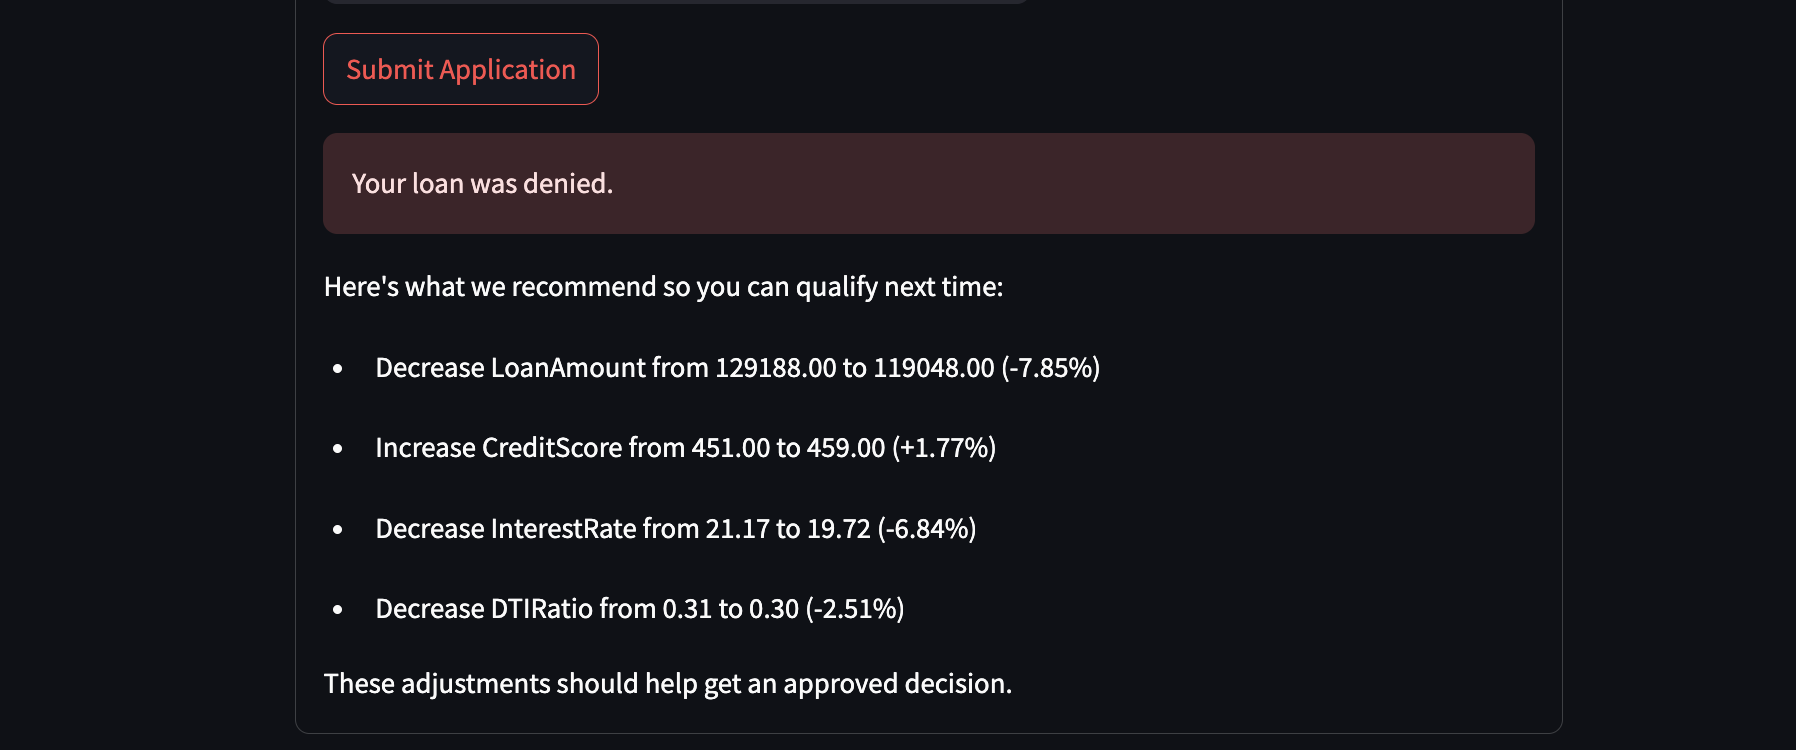 Submit Application
Your loan was denied.
Here's what we recommend so you can qualify next time:
• Decrease LoanAmount from 129188.00 to 119048.00 (-7.85%)
• Increase CreditScore from 451.00 to 459.00 (+1.77%)
• Decrease InterestRate from 21.17 to 19.72 (-6.84%)
• Decrease DTIRatio from 0.31 to 0.30 (-2.51%)
These adjustments should help get an approved decision.